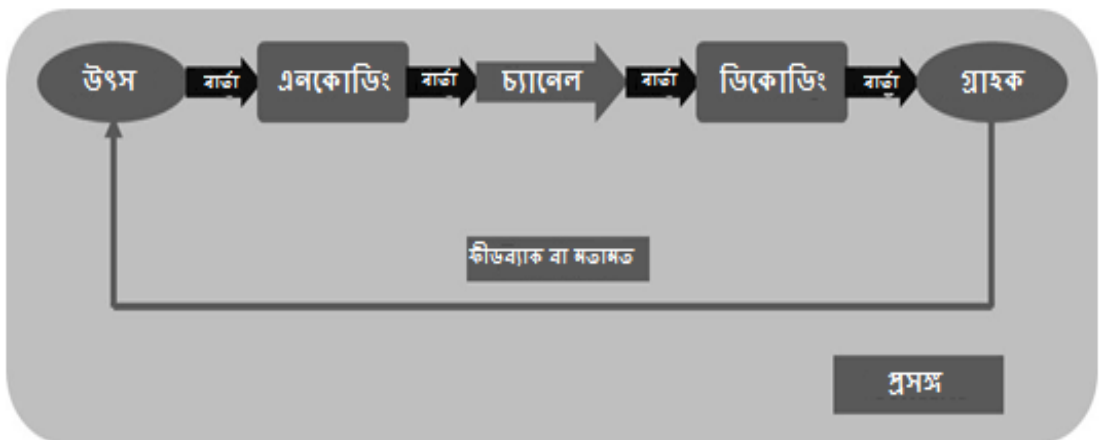 উৎস
বার্তা
এনকোডিং
বার্তা
চ্যানেল
বার্তা
ডিকোডিং
বার্তা
গ্রাহক
ফীডব্যাক বা মতামত
প্রসঙ্গ